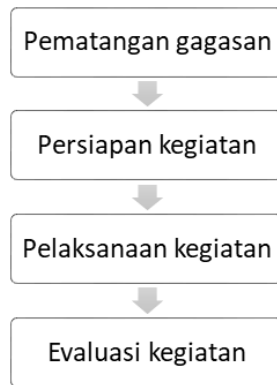 Pematangan gagasan
Persiapan kegiatan
Pelaksanaan kegiatan
Evaluasi kegiatan